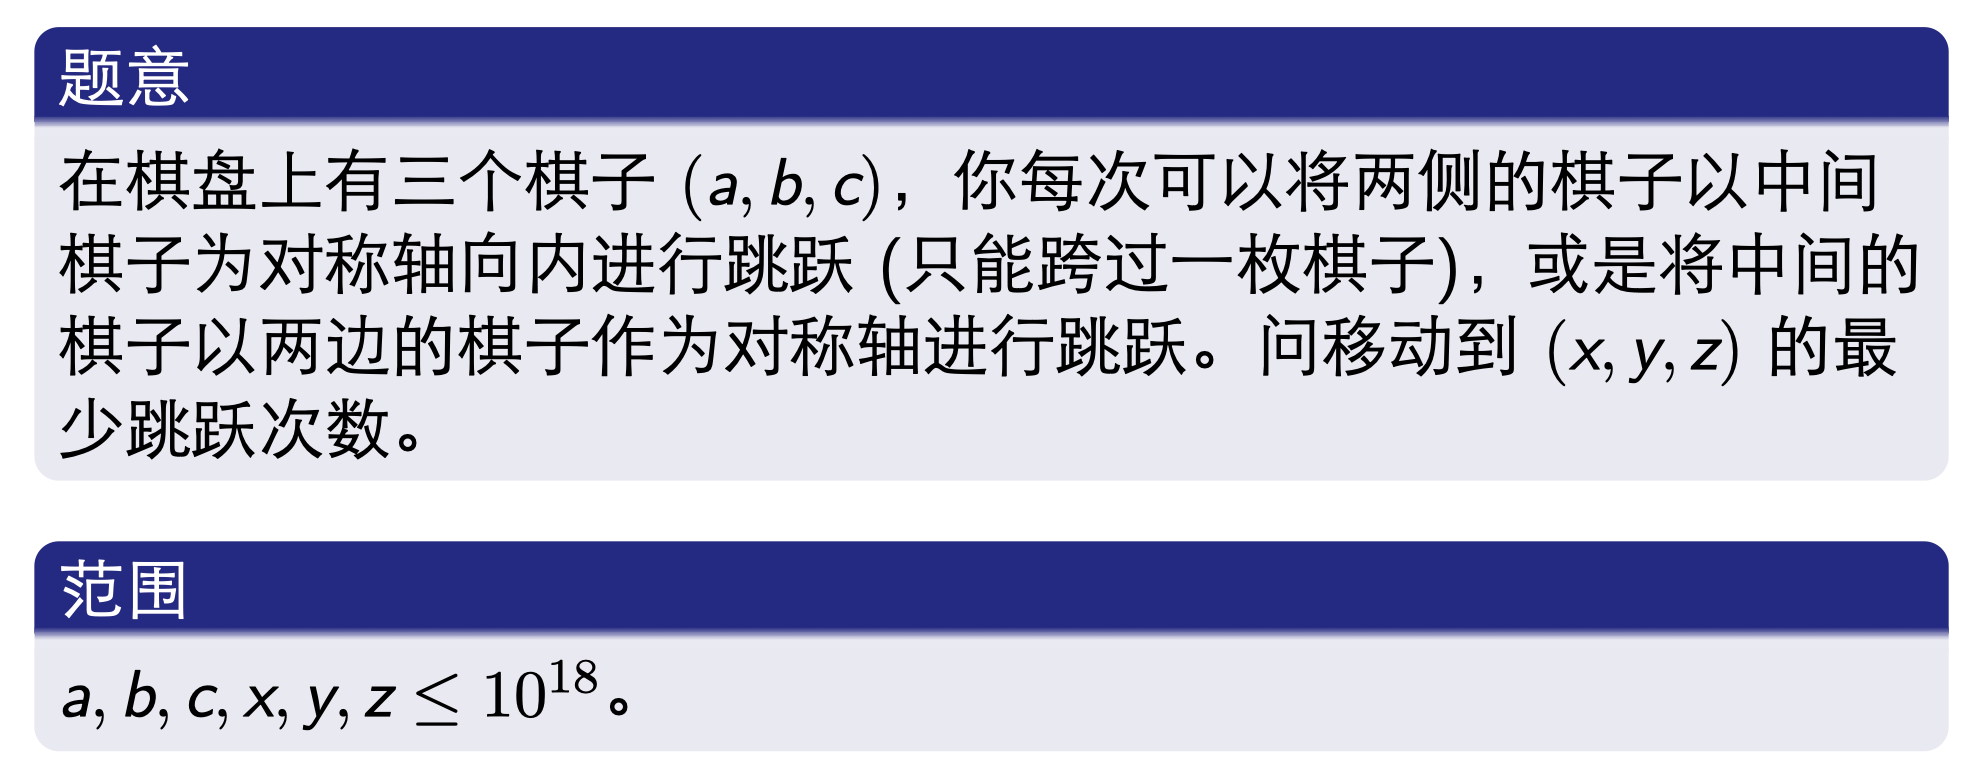 题意
在棋盘上有三个棋子 (a, b, c)，你每次可以将两侧的棋子以中间
棋子为对称轴向内进行跳跃 (只能跨过一枚棋子)，或是将中间的
棋子以两边的棋子作为对称轴进行跳跃。问移动到 (x, y, z) 的最
少跳跃次数。
范围
a, b, c, x, y, z ≤ 10^18。